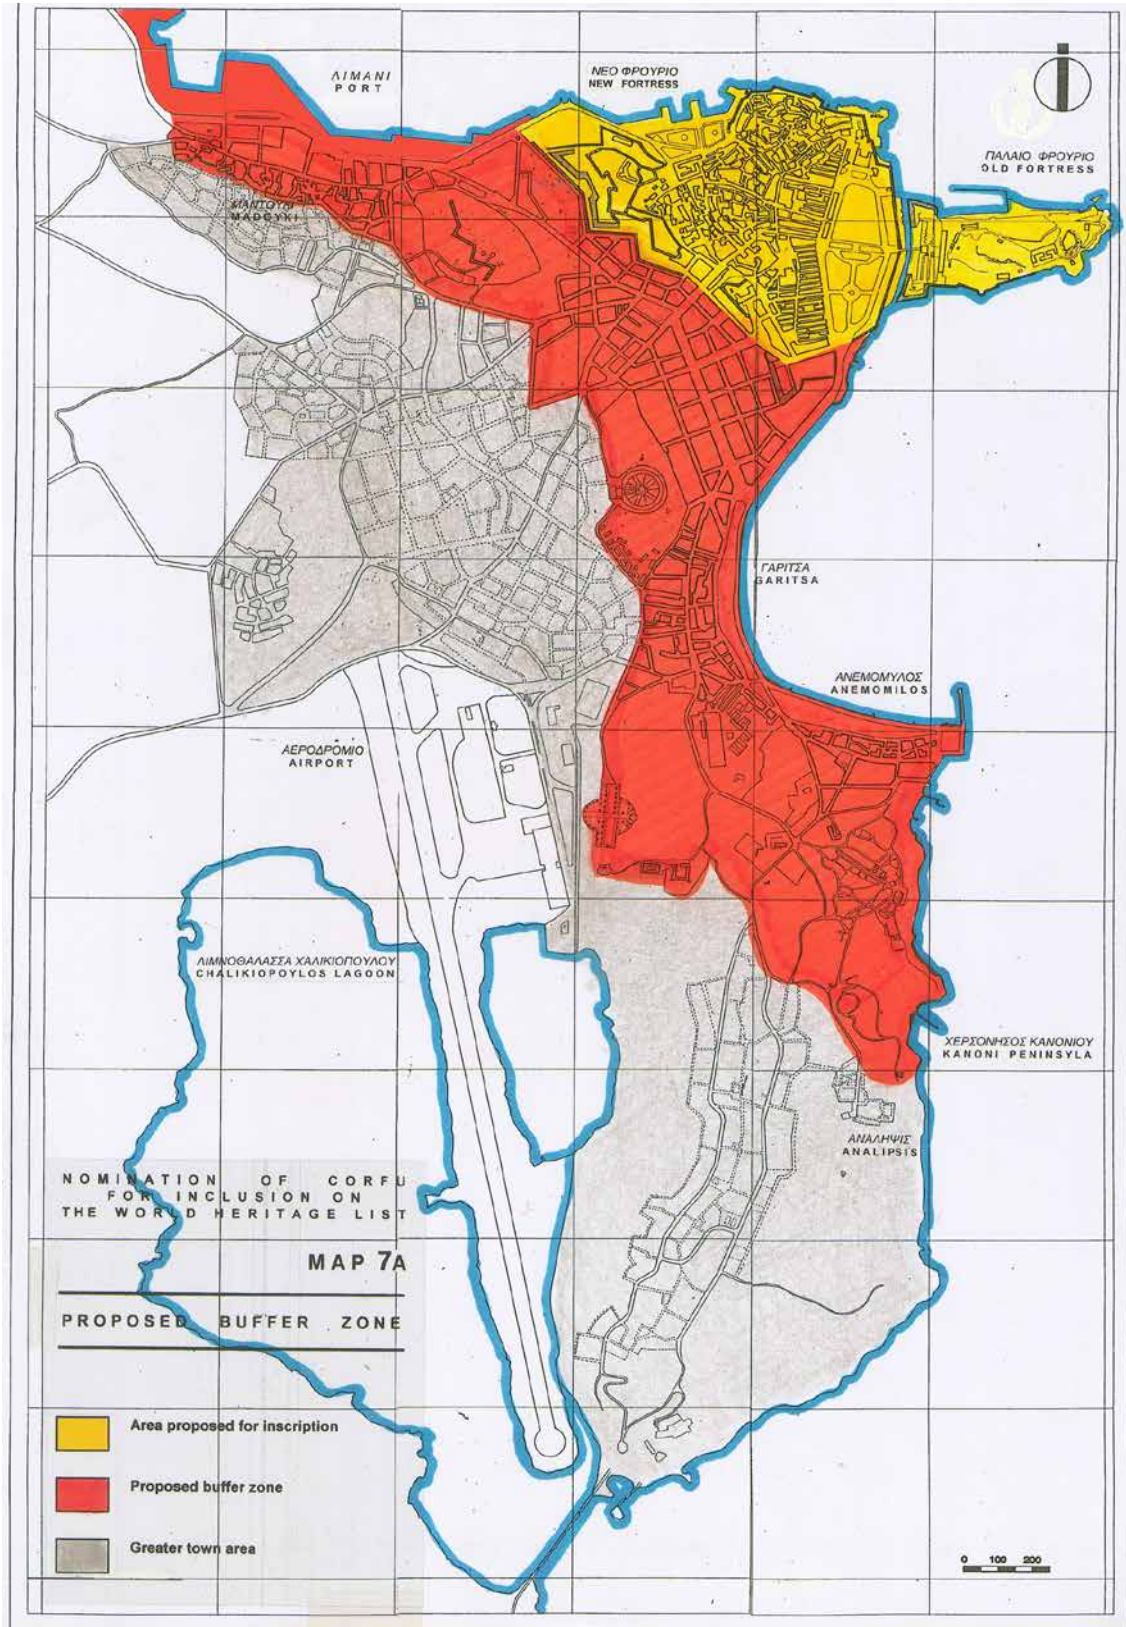 ΛΙΜΑΝΙ
PORT
ΝΕΟ ΦΡΟΥΡΙΟ
NEW FORTRESS
ΠΑΛΑΙΟ ΦΡΟΥΡΙΟ
OLD FORTRESS
ΜΑΝΤΟΥΚΙ
MADOYKI
ΓΑΡΙΤΣΑ
GARITSA
ΑΝΕΜΟΜΥΛΟΣ
ANEMOMILOS
ΑΕΡΟΔΡΟΜΙΟ
AIRPORT
ΛΙΜΝΟΘΑΛΑΣΣΑ ΧΑΛΙΚΙΟΠΟΥΛΟΥ
CHALIKIOPOYLOS LAGOON
ΧΕΡΣΟΝΗΣΟΣ ΚΑΝΟΝΙΟΥ
KANONI PENINSYLA
ΑΝΑΛΗΨΙΣ
ANALIPSIS
NOMINATION OF CORFU
FOR INCLUSION ON
THE WORLD HERITAGE LIST
MAP 7A
PROPOSED BUFFER ZONE
Area proposed for inscription
Proposed buffer zone
Greater town area
0 100 200